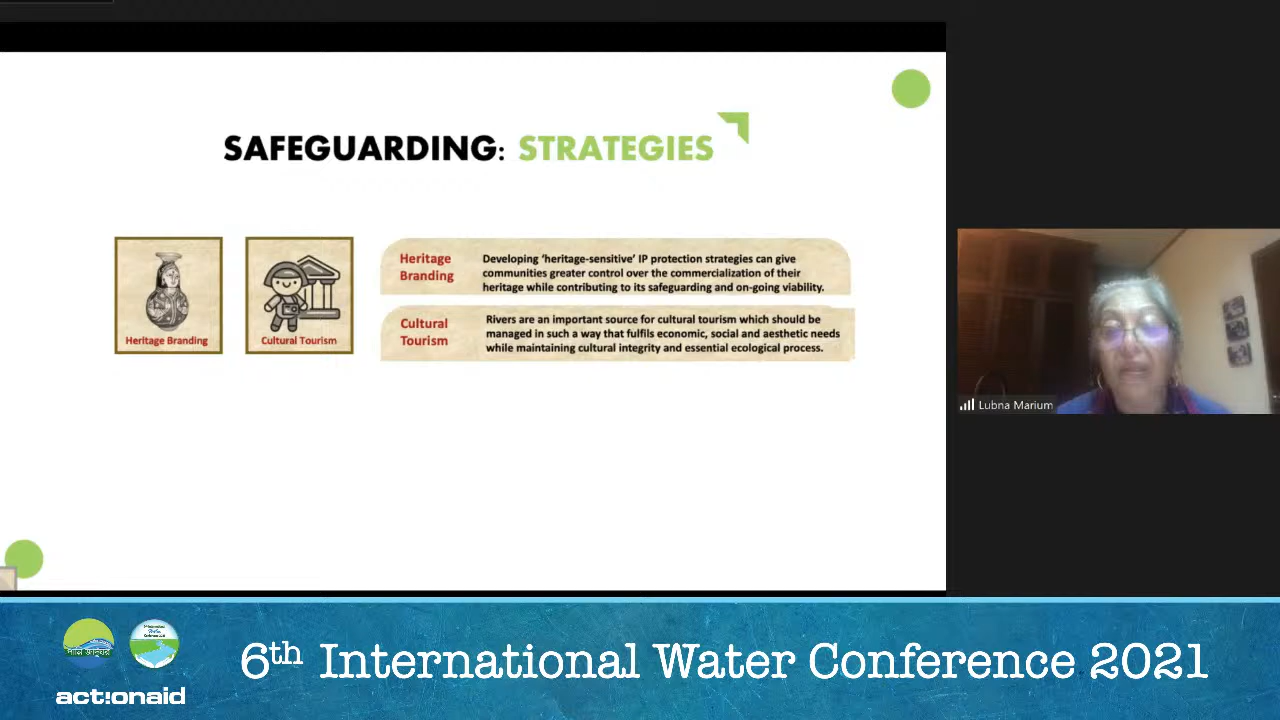 SAFEGUARDING: STRATEGIES
Heritage Branding
Cultural Tourism
Heritage
Branding
Developing ‘heritage-sensitive’ IP protection strategies can give
communities greater control over the commercialization of their
heritage while contributing to its safeguarding and on-going viability.
Cultural
Tourism
Rivers are an important source for cultural tourism which should be
managed in such a way that fulfils economic, social and aesthetic needs
while maintaining cultural integrity and essential ecological process.
Lubna Marium
act:onaid
6th International Water Conference 2021